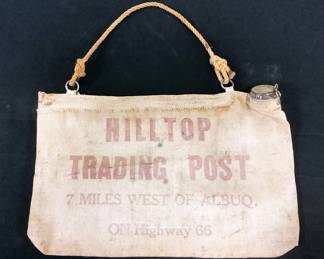 HILLTOP
TRADING POST
7 MILES WEST OF ALBUQ.
ON Highway 66